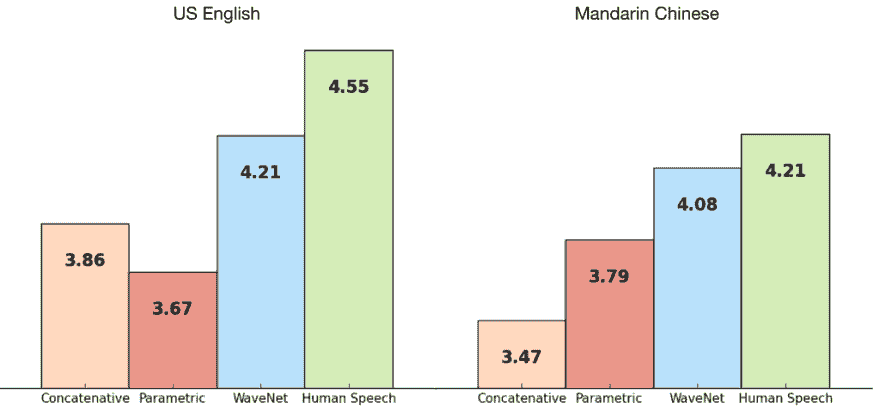 US English
4.55
4.21
3.86
3.67
Concatenative Parametric WaveNet Human Speech
Mandarin Chinese
4.21
4.08
3.79
3.47
Concatenative Parametric WaveNet Human Speech